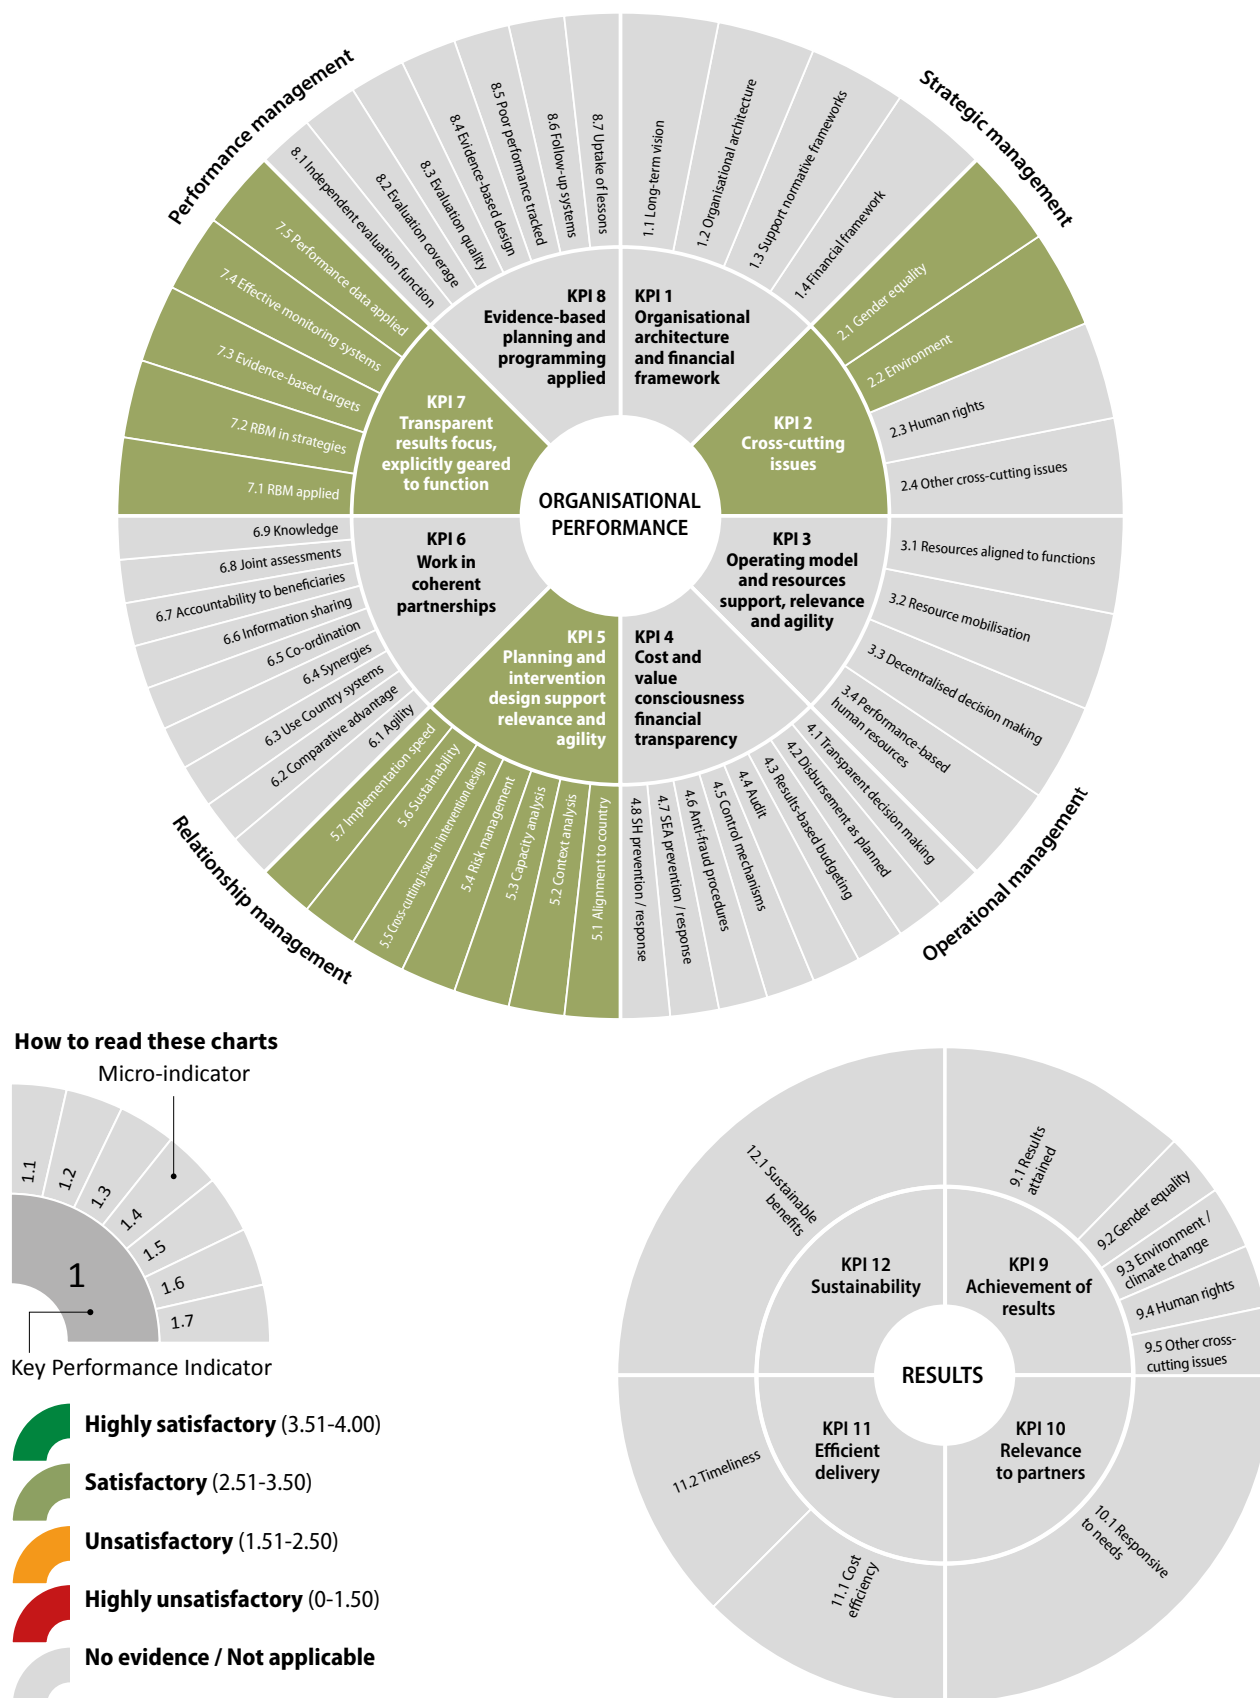 Performance management
Strategic management
Relationship management
Operational management
ORGANISATIONAL
PERFORMANCE
KPI 1
Organisational
architecture
and financial
framework
1.1 Long-term vision
1.2 Organisational architecture
1.3 Support normative frameworks
1.4 Financial framework
KPI 2
Cross-cutting
issues
2.1 Gender equality
2.2 Environment
2.3 Human rights
2.4 Other cross-cutting issues
KPI 3
Operating model
and resources
support, relevance
and agility
3.1 Resources aligned to functions
3.2 Resource mobilisation
3.3 Decentralised decision making
3.4 Performance-based
human resources
KPI 4
Cost and
value
consciousness
financial
transparency
4.1 Transparent decision making
4.2 Disbursement as planned
4.3 Results-based budgeting
4.4 Audit
4.5 Control mechanisms
4.6 Anti-fraud procedures
4.7 SEA prevention / response
4.8 SH prevention / response
KPI 5
Planning and
intervention
design support
relevance and
agility
5.1 Alignment to country
5.2 Context analysis
5.3 Capacity analysis
5.4 Risk management
5.5 Cross-cutting issues in intervention design
5.6 Sustainability
5.7 Implementation speed
KPI 6
Work in
coherent
partnerships
6.1 Agility
6.2 Comparative advantage
6.3 Use Country systems
6.4 Synergies
6.5 Co-ordination
6.6 Information sharing
6.7 Accountability to beneficiaries
6.8 Joint assessments
6.9 Knowledge
KPI 7
Transparent
results focus,
explicitly geared
to function
7.1 RBM applied
7.2 RBM in strategies
7.3 Evidence-based targets
7.4 Effective monitoring systems
7.5 Performance data applied
KPI 8
Evidence-based
planning and
programming
applied
8.1 Independent evaluation function
8.2 Evaluation coverage
8.3 Evaluation quality
8.4 Evidence-based design
8.5 Poor performance tracked
8.6 Follow-up systems
8.7 Uptake of lessons
How to read these charts
Micro-indicator
1.1
1.2
1.3
1.4
1.5
1.6
1.7
1
Key Performance Indicator
Highly satisfactory (3.51-4.00)
Satisfactory (2.51-3.50)
Unsatisfactory (1.51-2.50)
Highly unsatisfactory (0-1.50)
No evidence / Not applicable
RESULTS
KPI 9
Achievement of
results
9.1 Results
attained
9.2 Gender equality
9.3 Environment /
climate change
9.4 Human rights
9.5 Other cross-
cutting issues
KPI 10
Relevance
to partners
10.1 Responsive
to needs
KPI 11
Efficient
delivery
11.1 Cost
efficiency
11.2 Timeliness
KPI 12
Sustainability
12.1 Sustainable
benefits